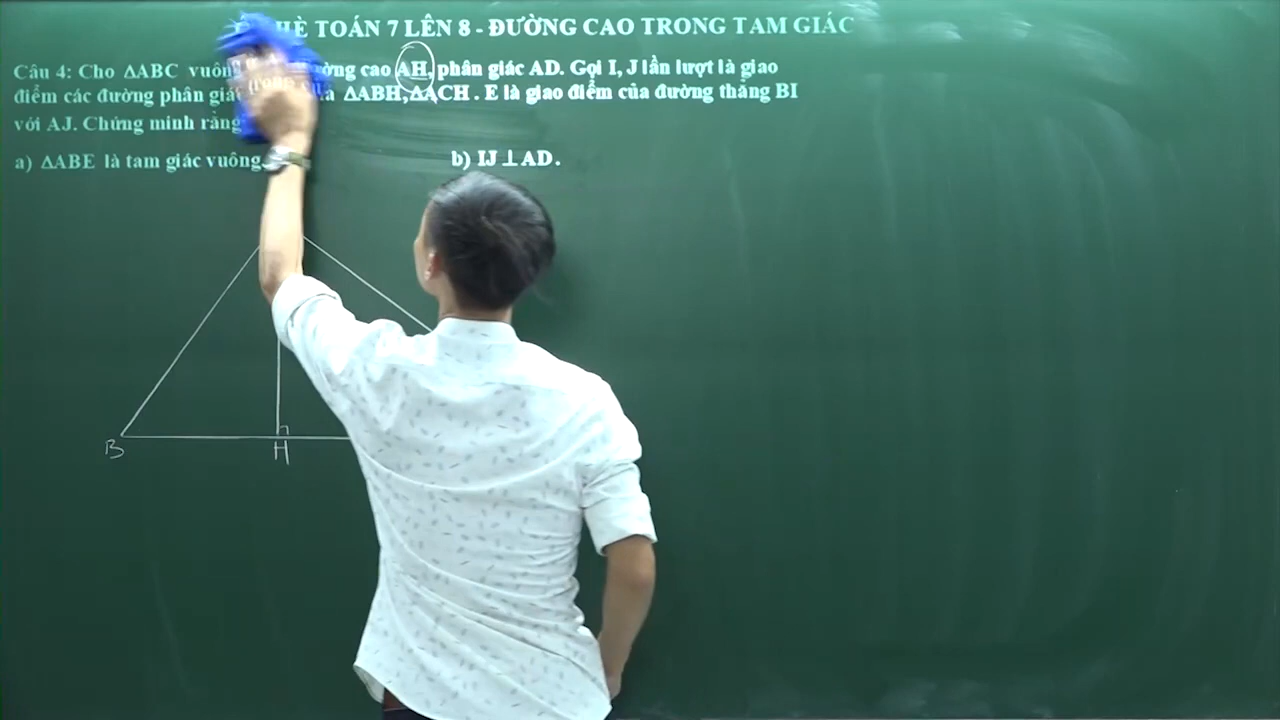 HÈ TOÁN 7 LÊN 8 - ĐƯỜNG CAO TRONG TAM GIÁC
Câu 4: Cho ΔABC vuông cao AH, phân giác AD. Gọi I, J lần lượt là giao
điểm các đường phân giác ΔABH, ΔACH . E là giao điểm của đường thẳng BI
với AJ. Chứng minh rằng
a) ΔABE là tam giác vuông b) IJ ⊥ AD.
B H